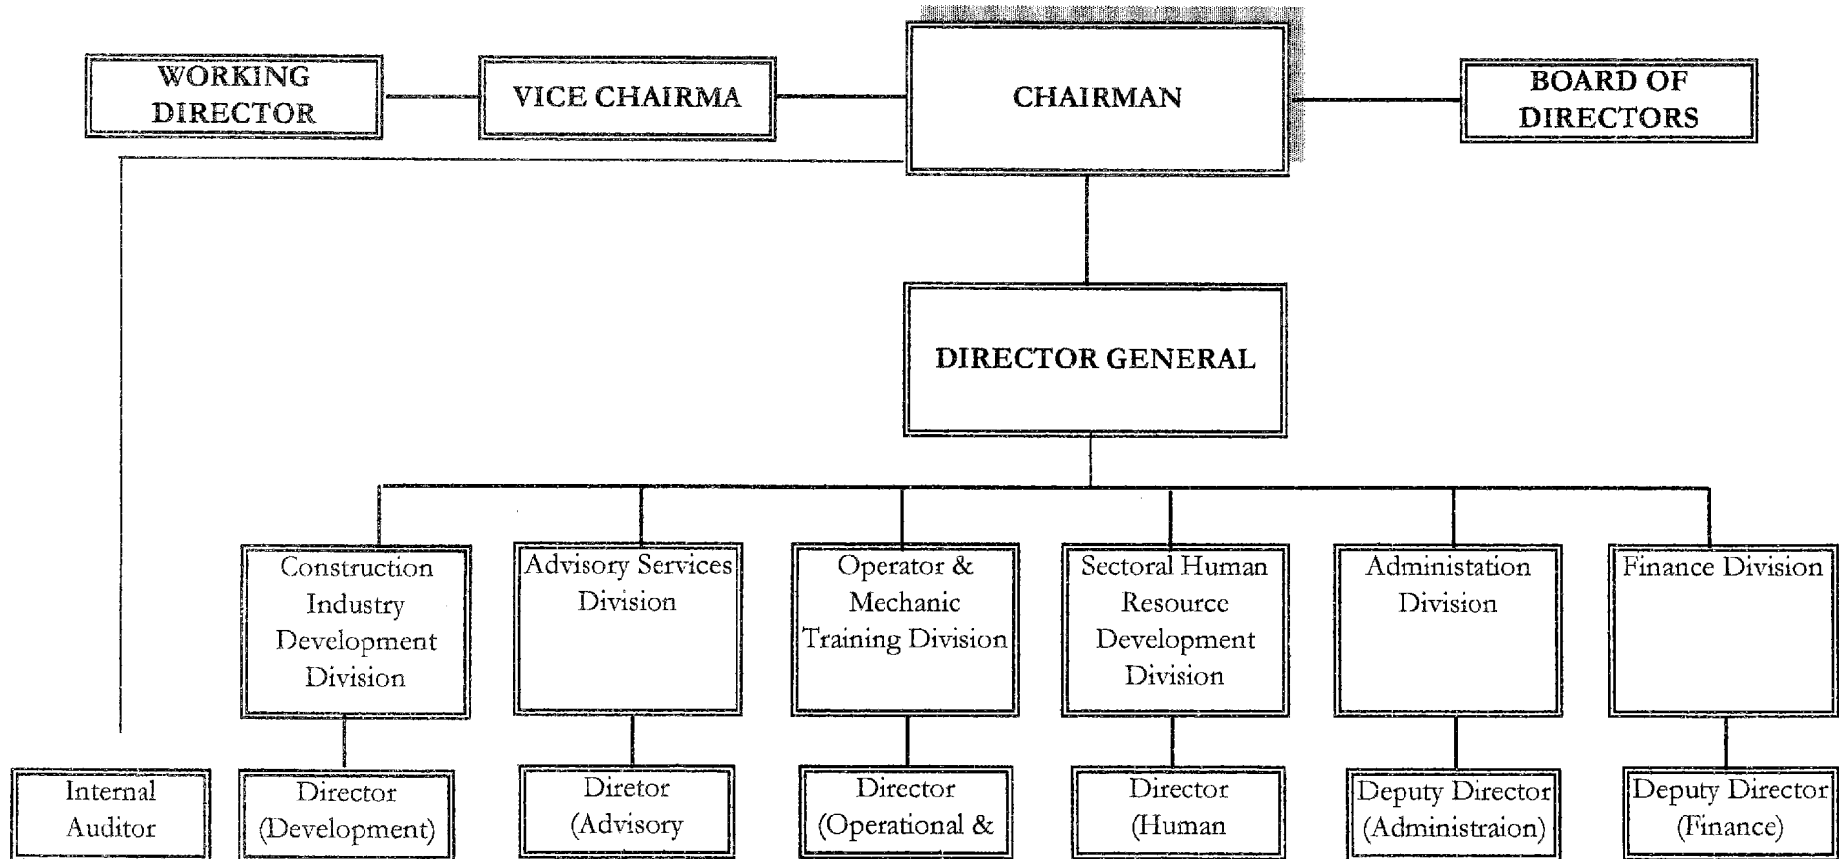 WORKING
DIRECTOR
VICE CHAIRMA
CHAIRMAN
BOARD OF
DIRECTORS
DIRECTOR GENERAL
Construction
Industry
Development
Division
Advisory Services
Division
Operator &
Mechanic
Training Division
Sectoral Human
Resource
Development
Division
Administation
Division
Finance Division
Internal
Auditor
Director
(Development)
Diretor
(Advisory
Director
(Operational &
Director
(Human
Deputy Director
(Administraion)
Deputy Director
(Finance)